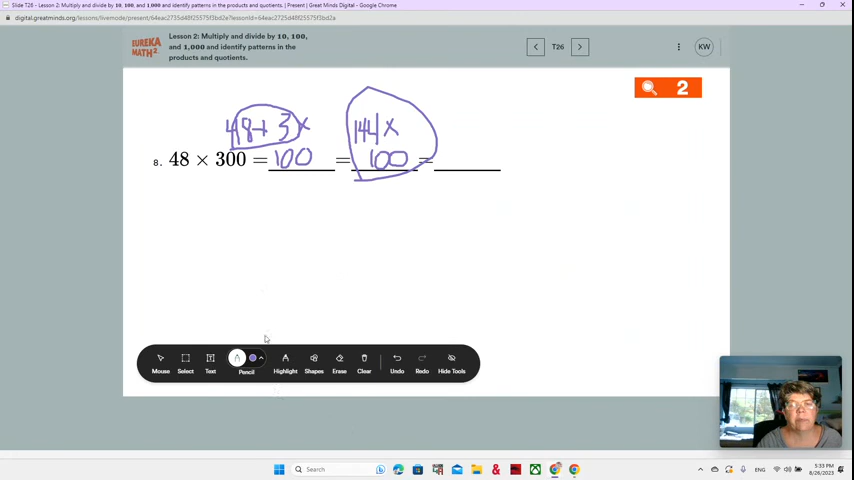 Slide T26 - Lesson 2: Multiply and divide by 10, 100, and 1,000 and identify patterns in the products and quotients. | Present | Great Minds Digital - Google Chrome
digital.greatminds.org/lessons/livemode/present/64eac2735d48f25575f3bd2a?lessonId=64eac2735d48f25575f3bd2a
EUREKA
MATH²
Lesson 2: Multiply and divide by 10, 100,
and 1,000 and identify patterns in the
products and quotients.
T26
KW
2
48 + 3 x
144 x
8. 48 × 300 = 100 = 100 =
Mouse
Select
Text
Pencil
Highlight
Shapes
Erase
Clear
Undo
Redo
Hide Tools
Search
ENG
5:33 PM
8/26/2023